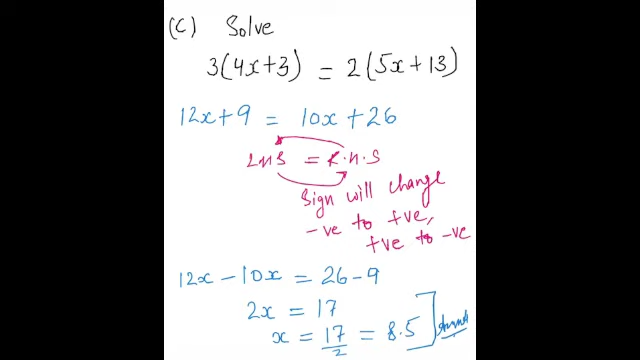 (C) Solve
3(4x+3) = 2(5x+13)
12x+9 = 10x+26
LHS = R.H.S
Sign will change
-ve to +ve,
+ve to -ve
12x-10x = 26-9
2x = 17
x = 17/2 = 8.5